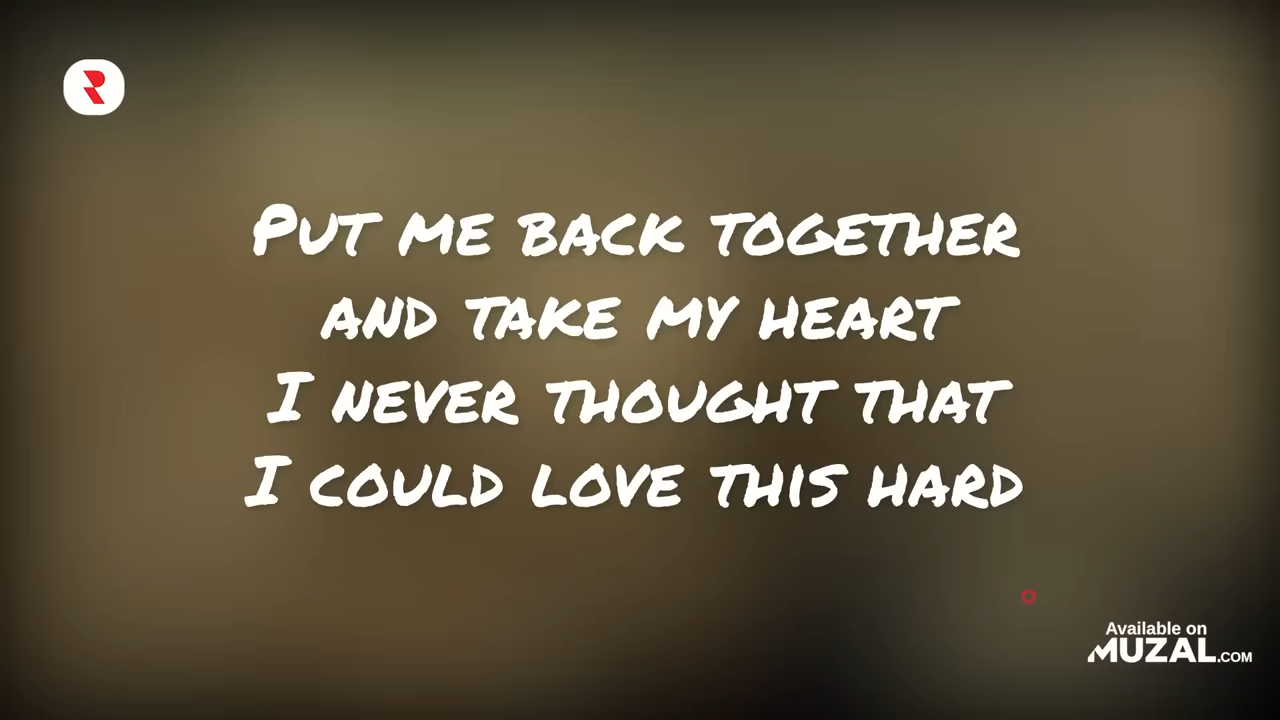 Put me back together
and take my heart
I never thought that
I could love this hard
Available on
MUZAL.COM